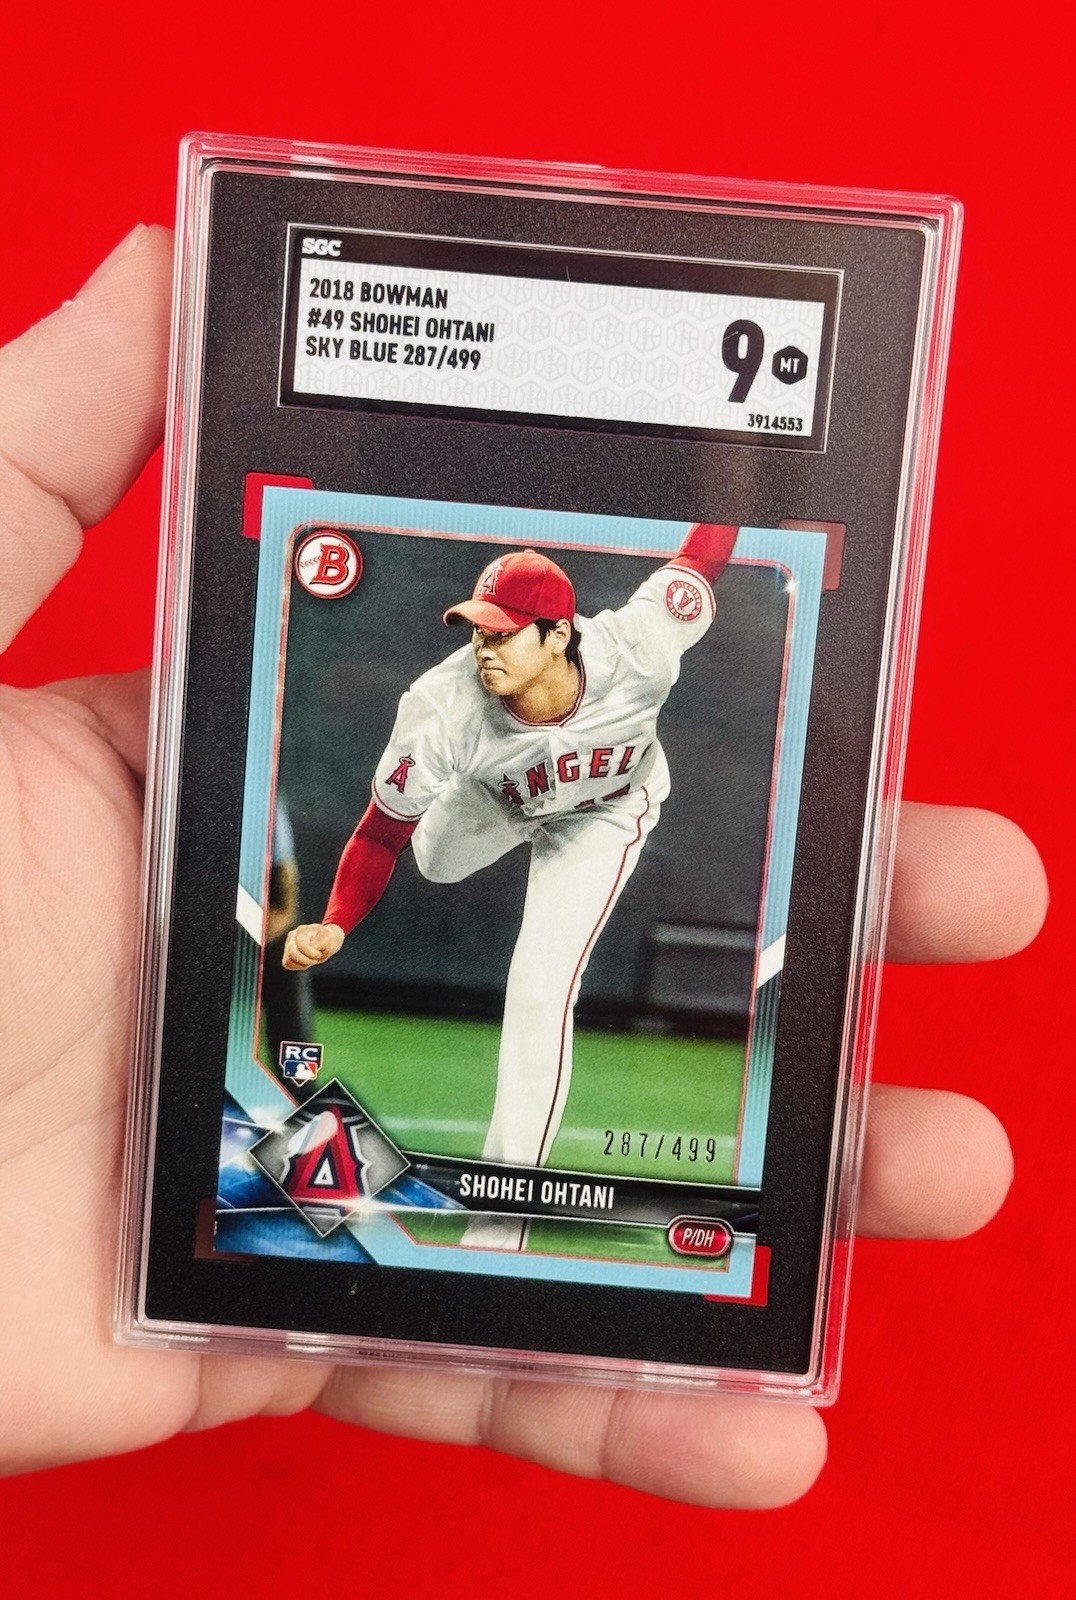 SGC
2018 BOWMAN
#49 SHOHEI OHTANI
SKY BLUE 287/499
9 MT
3914553
B
A
A
ANGELS
RC
A
287/499
SHOHEI OHTANI
P/DH